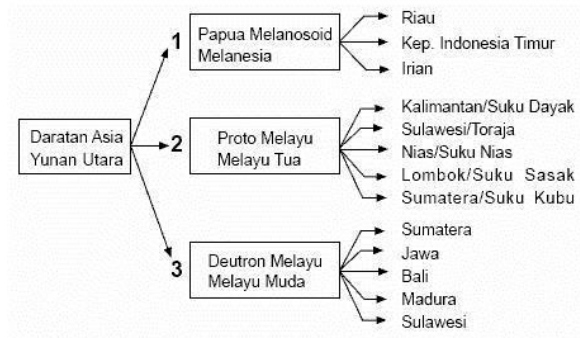 Daratan Asia
Yunan Utara
1
Papua Melanosoid
Melanesia
Riau
Kep. Indonesia Timur
Irian
2
Proto Melayu
Melayu Tua
Kalimantan/Suku Dayak
Sulawesi/Toraja
Nias/Suku Nias
Lombok/Suku Sasak
Sumatera/Suku Kubu
3
Deutron Melayu
Melayu Muda
Sumatera
Jawa
Bali
Madura
Sulawesi